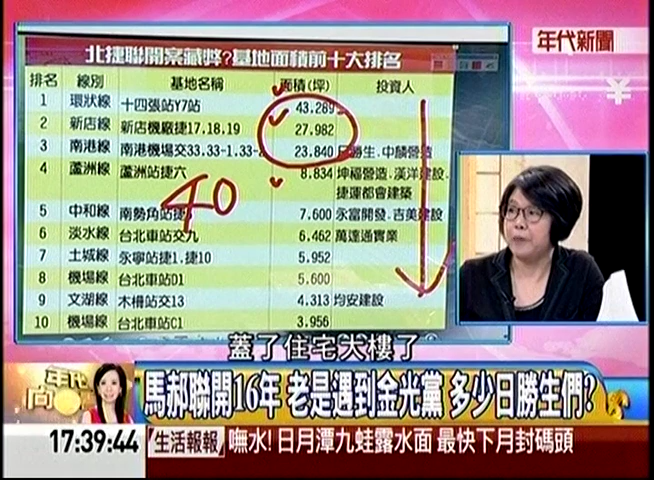 北捷聯開案藏弊?基地面積前十大排名
年代新聞
排名 線別 基地名稱 面積(坪) 投資人
1 環狀線 十四張站Y7站 43.289
2 新店線 新店機廠捷17.18.19 27.982
3 南港線 南港機場交33.33-1.33- 23.840 日勝生.中麟營造
4 蘆洲線 蘆洲站捷六 8.834 坤福營造.漢洋建設.
捷運都會建築
40
5 中和線 南勢角站捷 7.600 永富開發.吉美建設
6 淡水線 台北車站交九 6.462 萬達通實業
7 土城線 永寧站捷1.捷10 5.952
8 機場線 台北車站D1 5.600
9 文湖線 木柵站交13 4.313 均安建設
10 機場線 台北車站C1 3.956
蓋了住宅大樓了
年代
向
馬郝聯開16年 老是遇到金光黨 多少日勝生們?
17:39:44 生活報報 嘸水!日月潭九蛙露水面 最快下月封碼頭